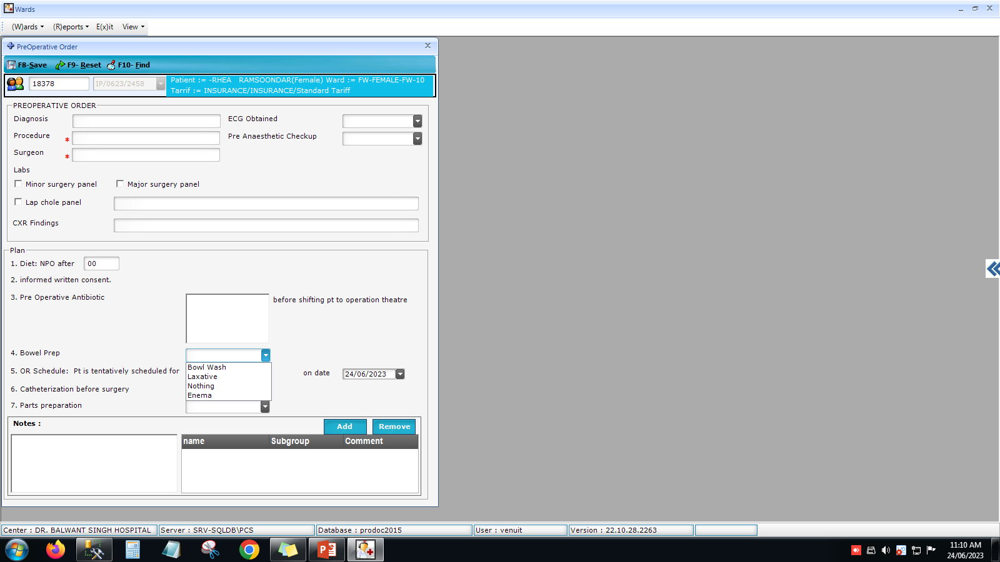 Wards
(W)ards (R)eports E(x)it View
PreOperative Order
F8-Save F9- Reset F10- Find
18378 IP/0623/2458 Patient := -RHEA RAMSOONDAR(Female) Ward := FW-FEMALE-FW-10
Tarrif := INSURANCE/INSURANCE/Standard Tariff
PREOPERATIVE ORDER
Diagnosis ECG Obtained
Procedure * Pre Anaesthetic Checkup
Surgeon *
Labs
Minor surgery panel Major surgery panel
Lap chole panel
CXR Findings
Plan
1. Diet: NPO after 00
2. informed written consent.
3. Pre Operative Antibiotic before shifting pt to operation theatre
4. Bowel Prep
Bowl Wash
Laxative
Nothing
Enema
5. OR Schedule: Pt is tentatively scheduled for on date 24/06/2023
6. Catheterization before surgery
7. Parts preparation
Notes : Add Remove
name Subgroup Comment
Center : DR. BALWANT SINGH HOSPITAL Server : SRV-SQLDB\PCS Database : prodoc2015 User : venuit Version : 22.10.28.2263
11:10 AM
24/06/2023